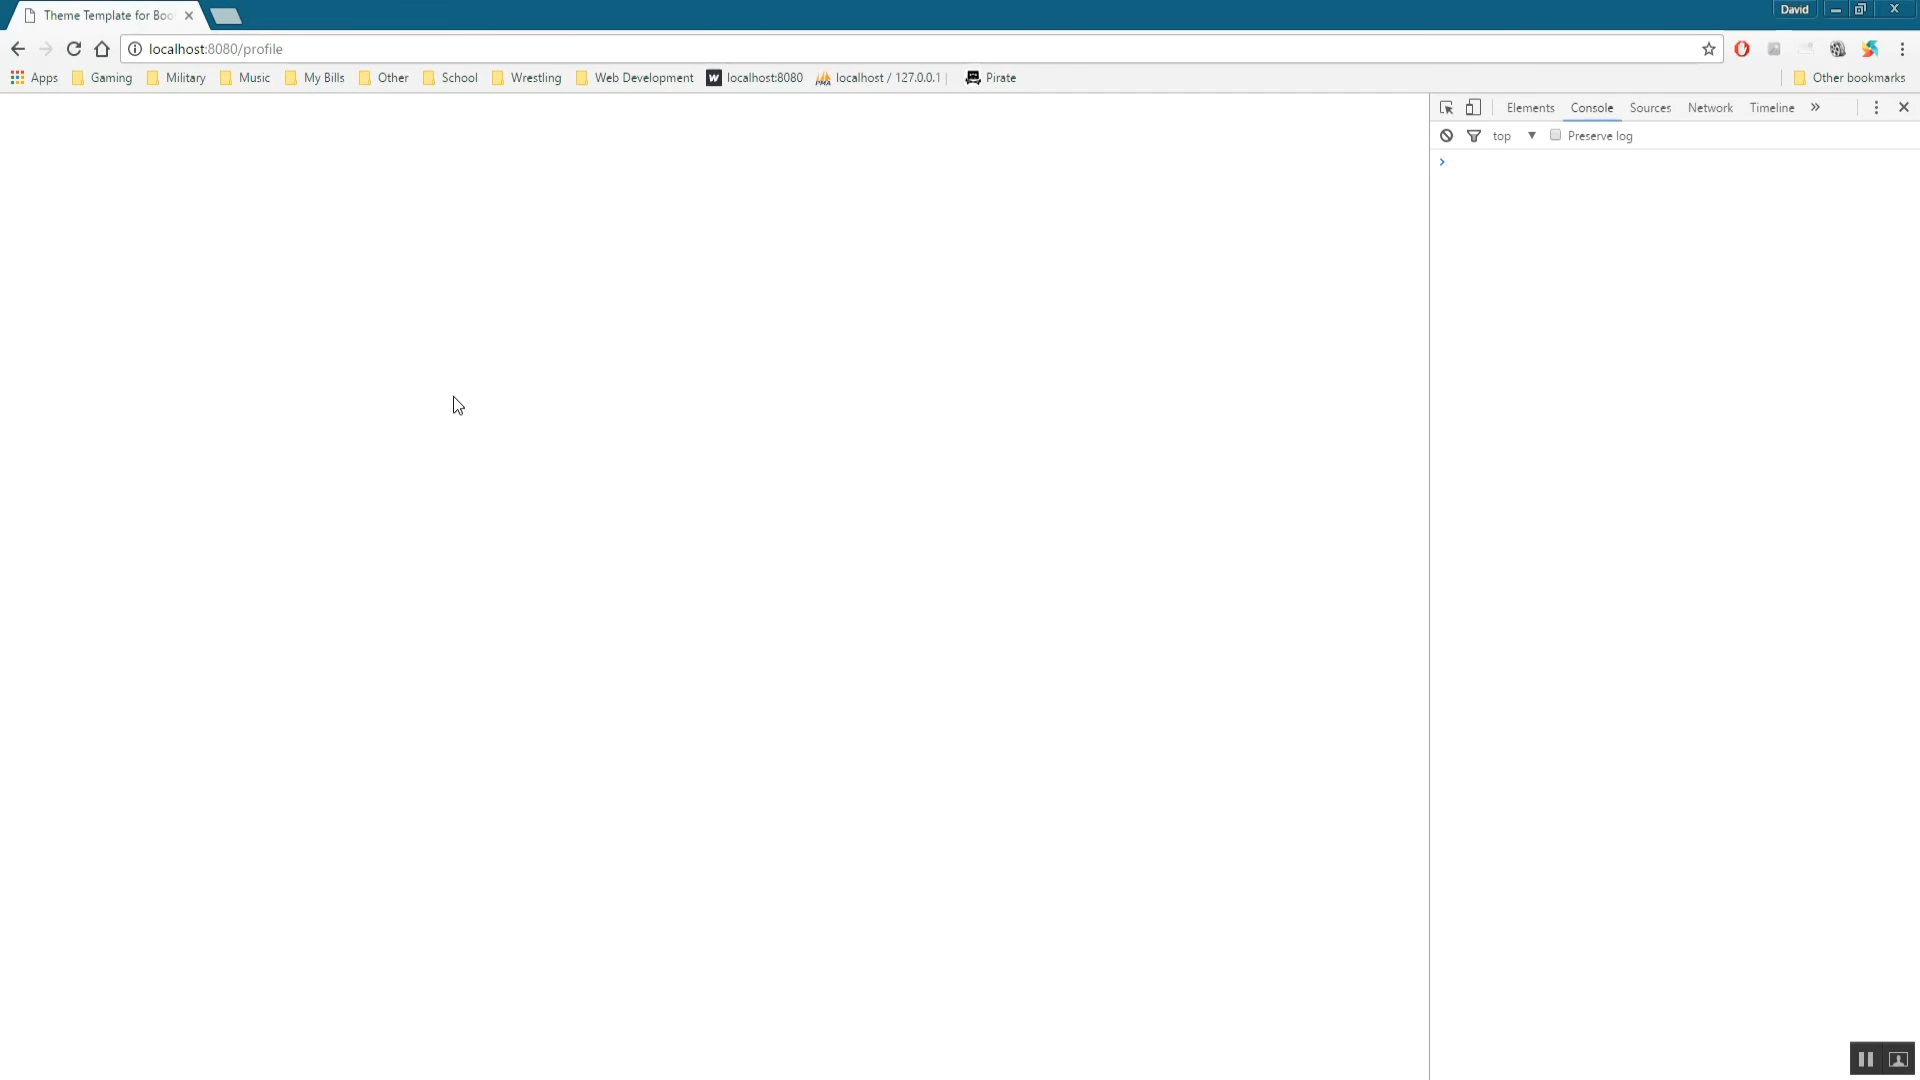 Theme Template for Boo
David
localhost:8080/profile
Apps Gaming Military Music My Bills Other School Wrestling Web Development localhost:8080 localhost / 127.0.0.1 | Pirate Other bookmarks
Elements Console Sources Network Timeline »
top ▼ Preserve log